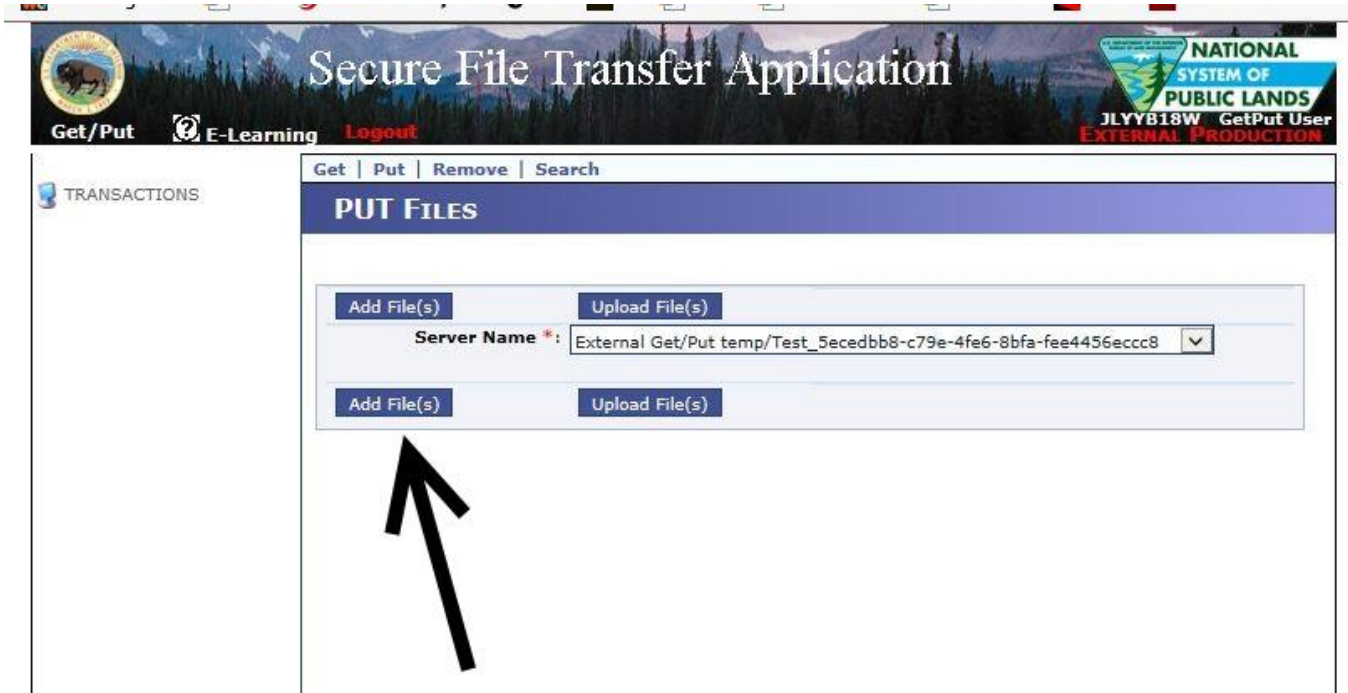 Secure File Transfer Application
NATIONAL
SYSTEM OF
PUBLIC LANDS
JLYYB18W GetPut User
EXTERNAL PRODUCTION
Get/Put E-Learning Logout
TRANSACTIONS
Get | Put | Remove | Search
PUT FILES
Add File(s) Upload File(s)
Server Name *: External Get/Put temp/Test_5ecedbb8-c79e-4fe6-8bfa-fee4456eccc8
Add File(s) Upload File(s)